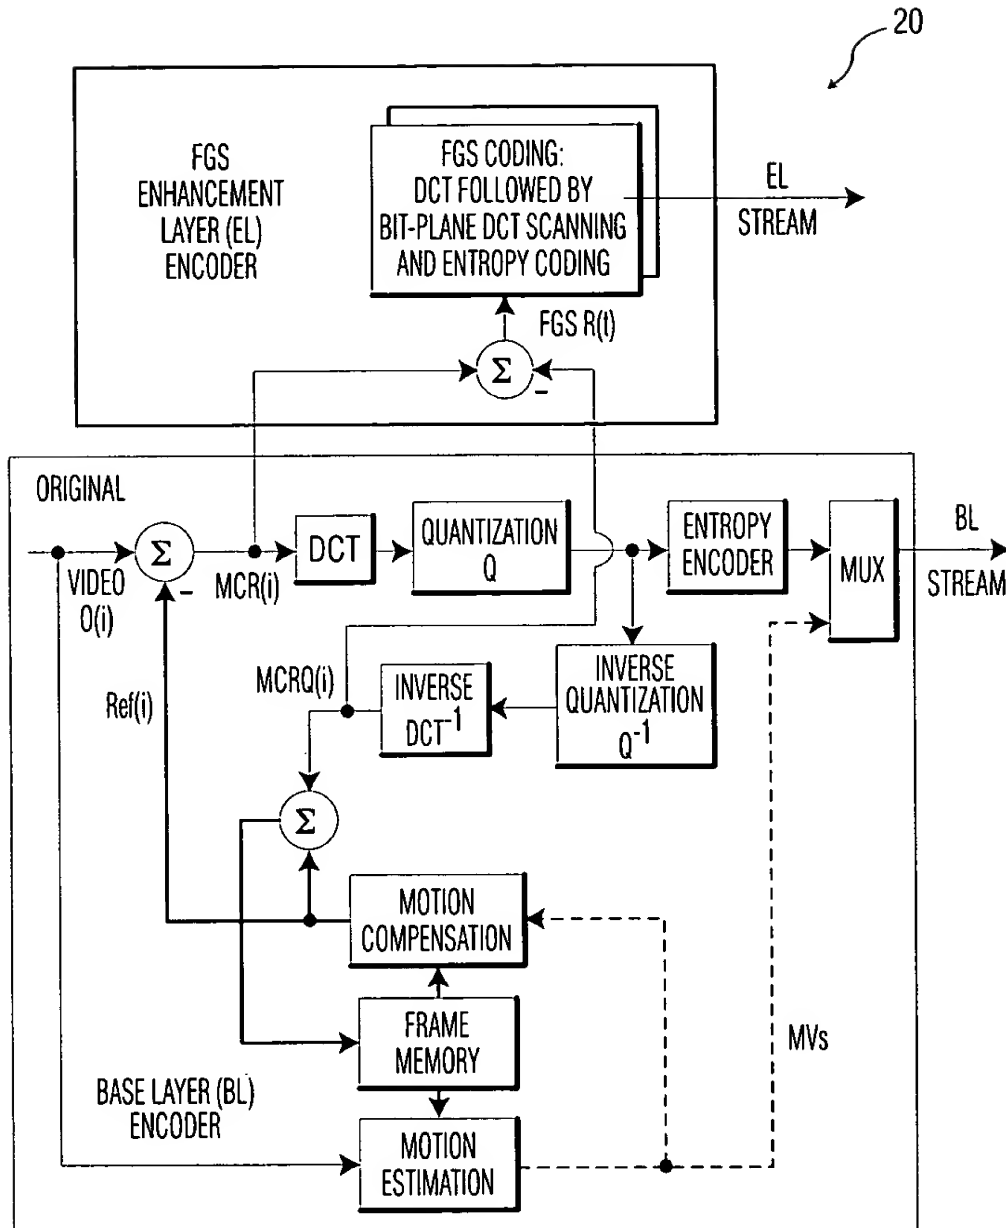 20
FGS
ENHANCEMENT
LAYER (EL)
ENCODER
FGS CODING:
DCT FOLLOWED BY
BIT-PLANE DCT SCANNING
AND ENTROPY CODING
EL
STREAM
FGS R(t)
Σ
−
ORIGINAL
VIDEO
O(i)
Σ
−
MCR(i)
DCT
QUANTIZATION
Q
ENTROPY
ENCODER
MUX
BL
STREAM
Ref(i)
MCRQ(i)
INVERSE
DCT⁻¹
INVERSE
QUANTIZATION
Q⁻¹
Σ
MOTION
COMPENSATION
FRAME
MEMORY
MVs
BASE LAYER (BL)
ENCODER
MOTION
ESTIMATION